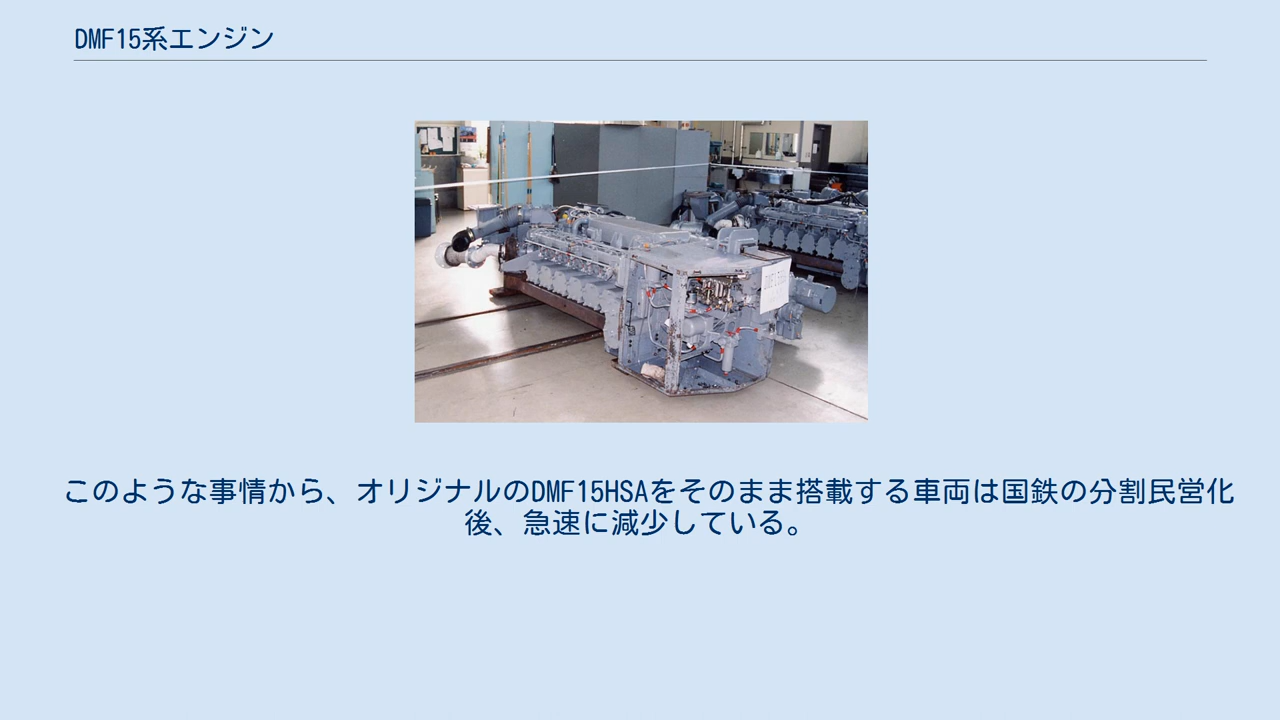 DMF15系エンジン
このような事情から、オリジナルのDMF15HSAをそのまま搭載する車両は国鉄の分割民営化
後、急速に減少している。